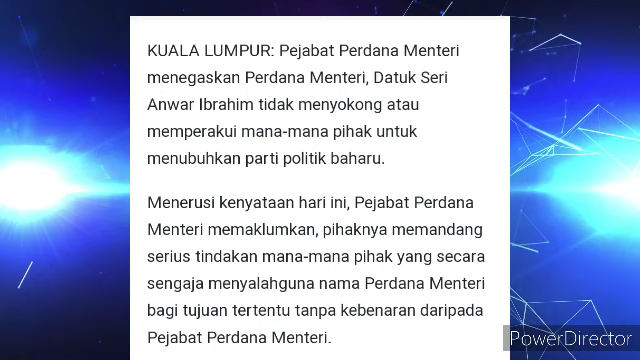 KUALA LUMPUR: Pejabat Perdana Menteri
menegaskan Perdana Menteri, Datuk Seri
Anwar Ibrahim tidak menyokong atau
memperakui mana-mana pihak untuk
menubuhkan parti politik baharu.
Menerusi kenyataan hari ini, Pejabat Perdana
Menteri memaklumkan, pihaknya memandang
serius tindakan mana-mana pihak yang secara
sengaja menyalahguna nama Perdana Menteri
bagi tujuan tertentu tanpa kebenaran daripada
Pejabat Perdana Menteri.
PowerDirector